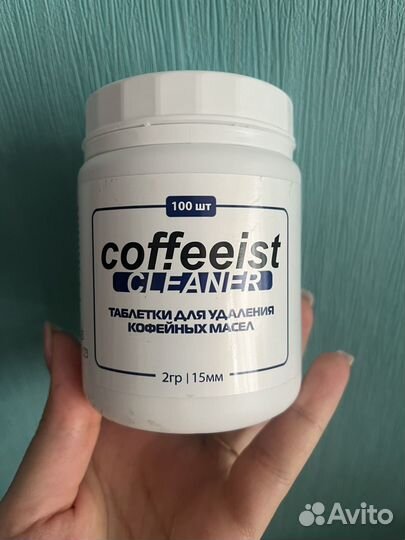 100 шт
coffeeist
CLEANER
ТАБЛЕТКИ ДЛЯ УДАЛЕНИЯ
КОФЕЙНЫХ МАСЕЛ
2гр | 15мм
Avito